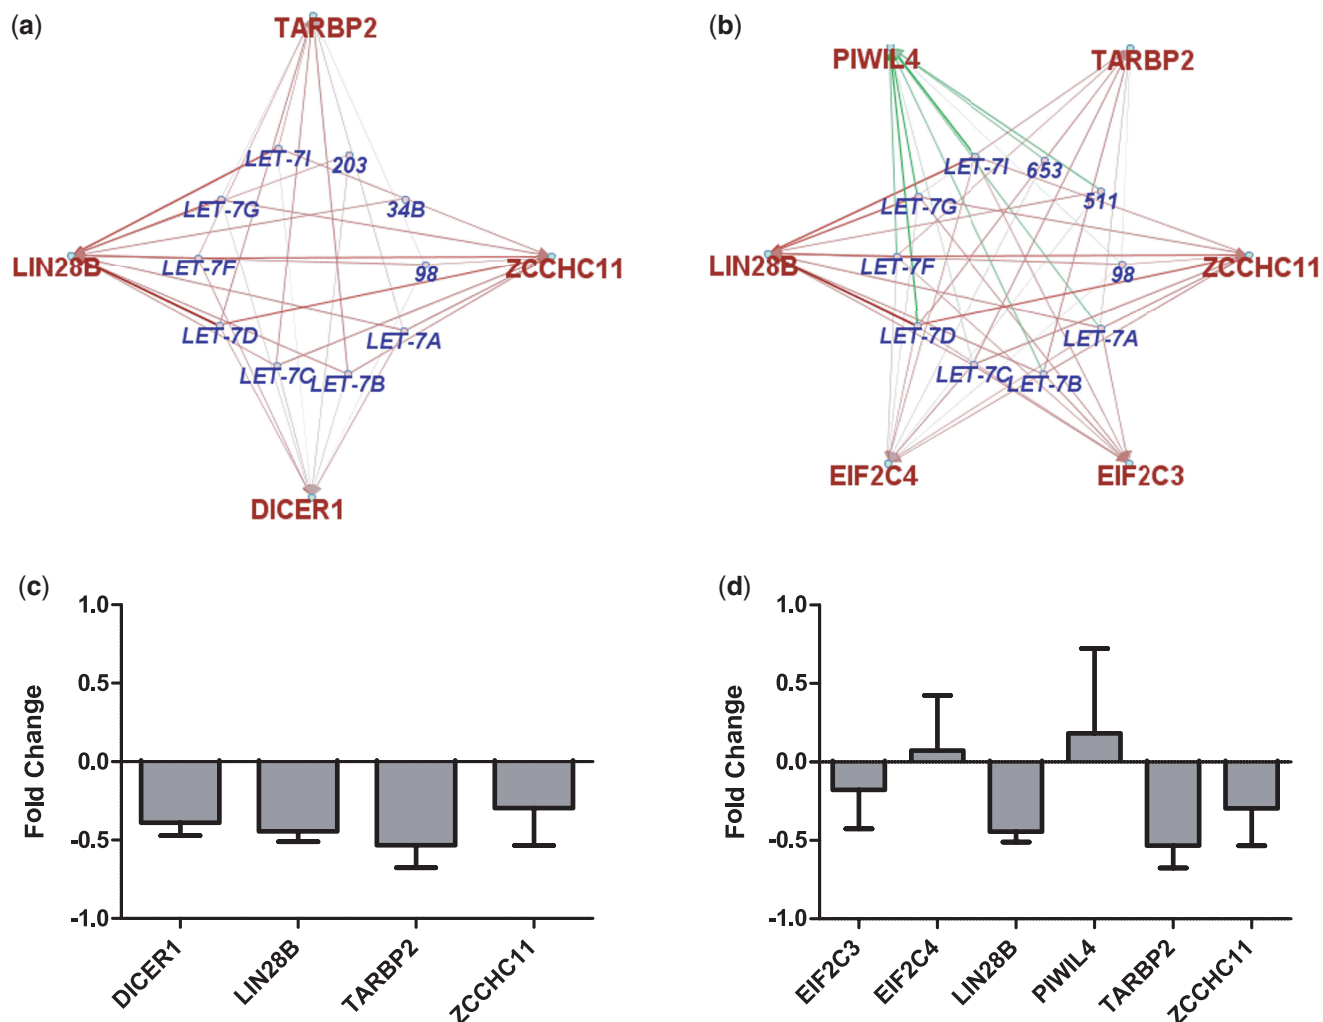 (a)
TARBP2
LET-7I
203
LET-7G
34B
LIN28B
LET-7F
98
ZCCHC11
LET-7D
LET-7A
LET-7C
LET-7B
DICER1
(b)
PIWIL4
TARBP2
LET-7I
653
LET-7G
511
LIN28B
LET-7F
98
ZCCHC11
LET-7D
LET-7A
LET-7C
LET-7B
EIF2C4
EIF2C3
(c)
Fold Change
1.0
0.5
0.0
-0.5
-1.0
DICER1
LIN28B
TARBP2
ZCCHC11
(d)
Fold Change
1.0
0.5
0.0
-0.5
-1.0
EIF2C3
EIF2C4
LIN28B
PIWIL4
TARBP2
ZCCHC11